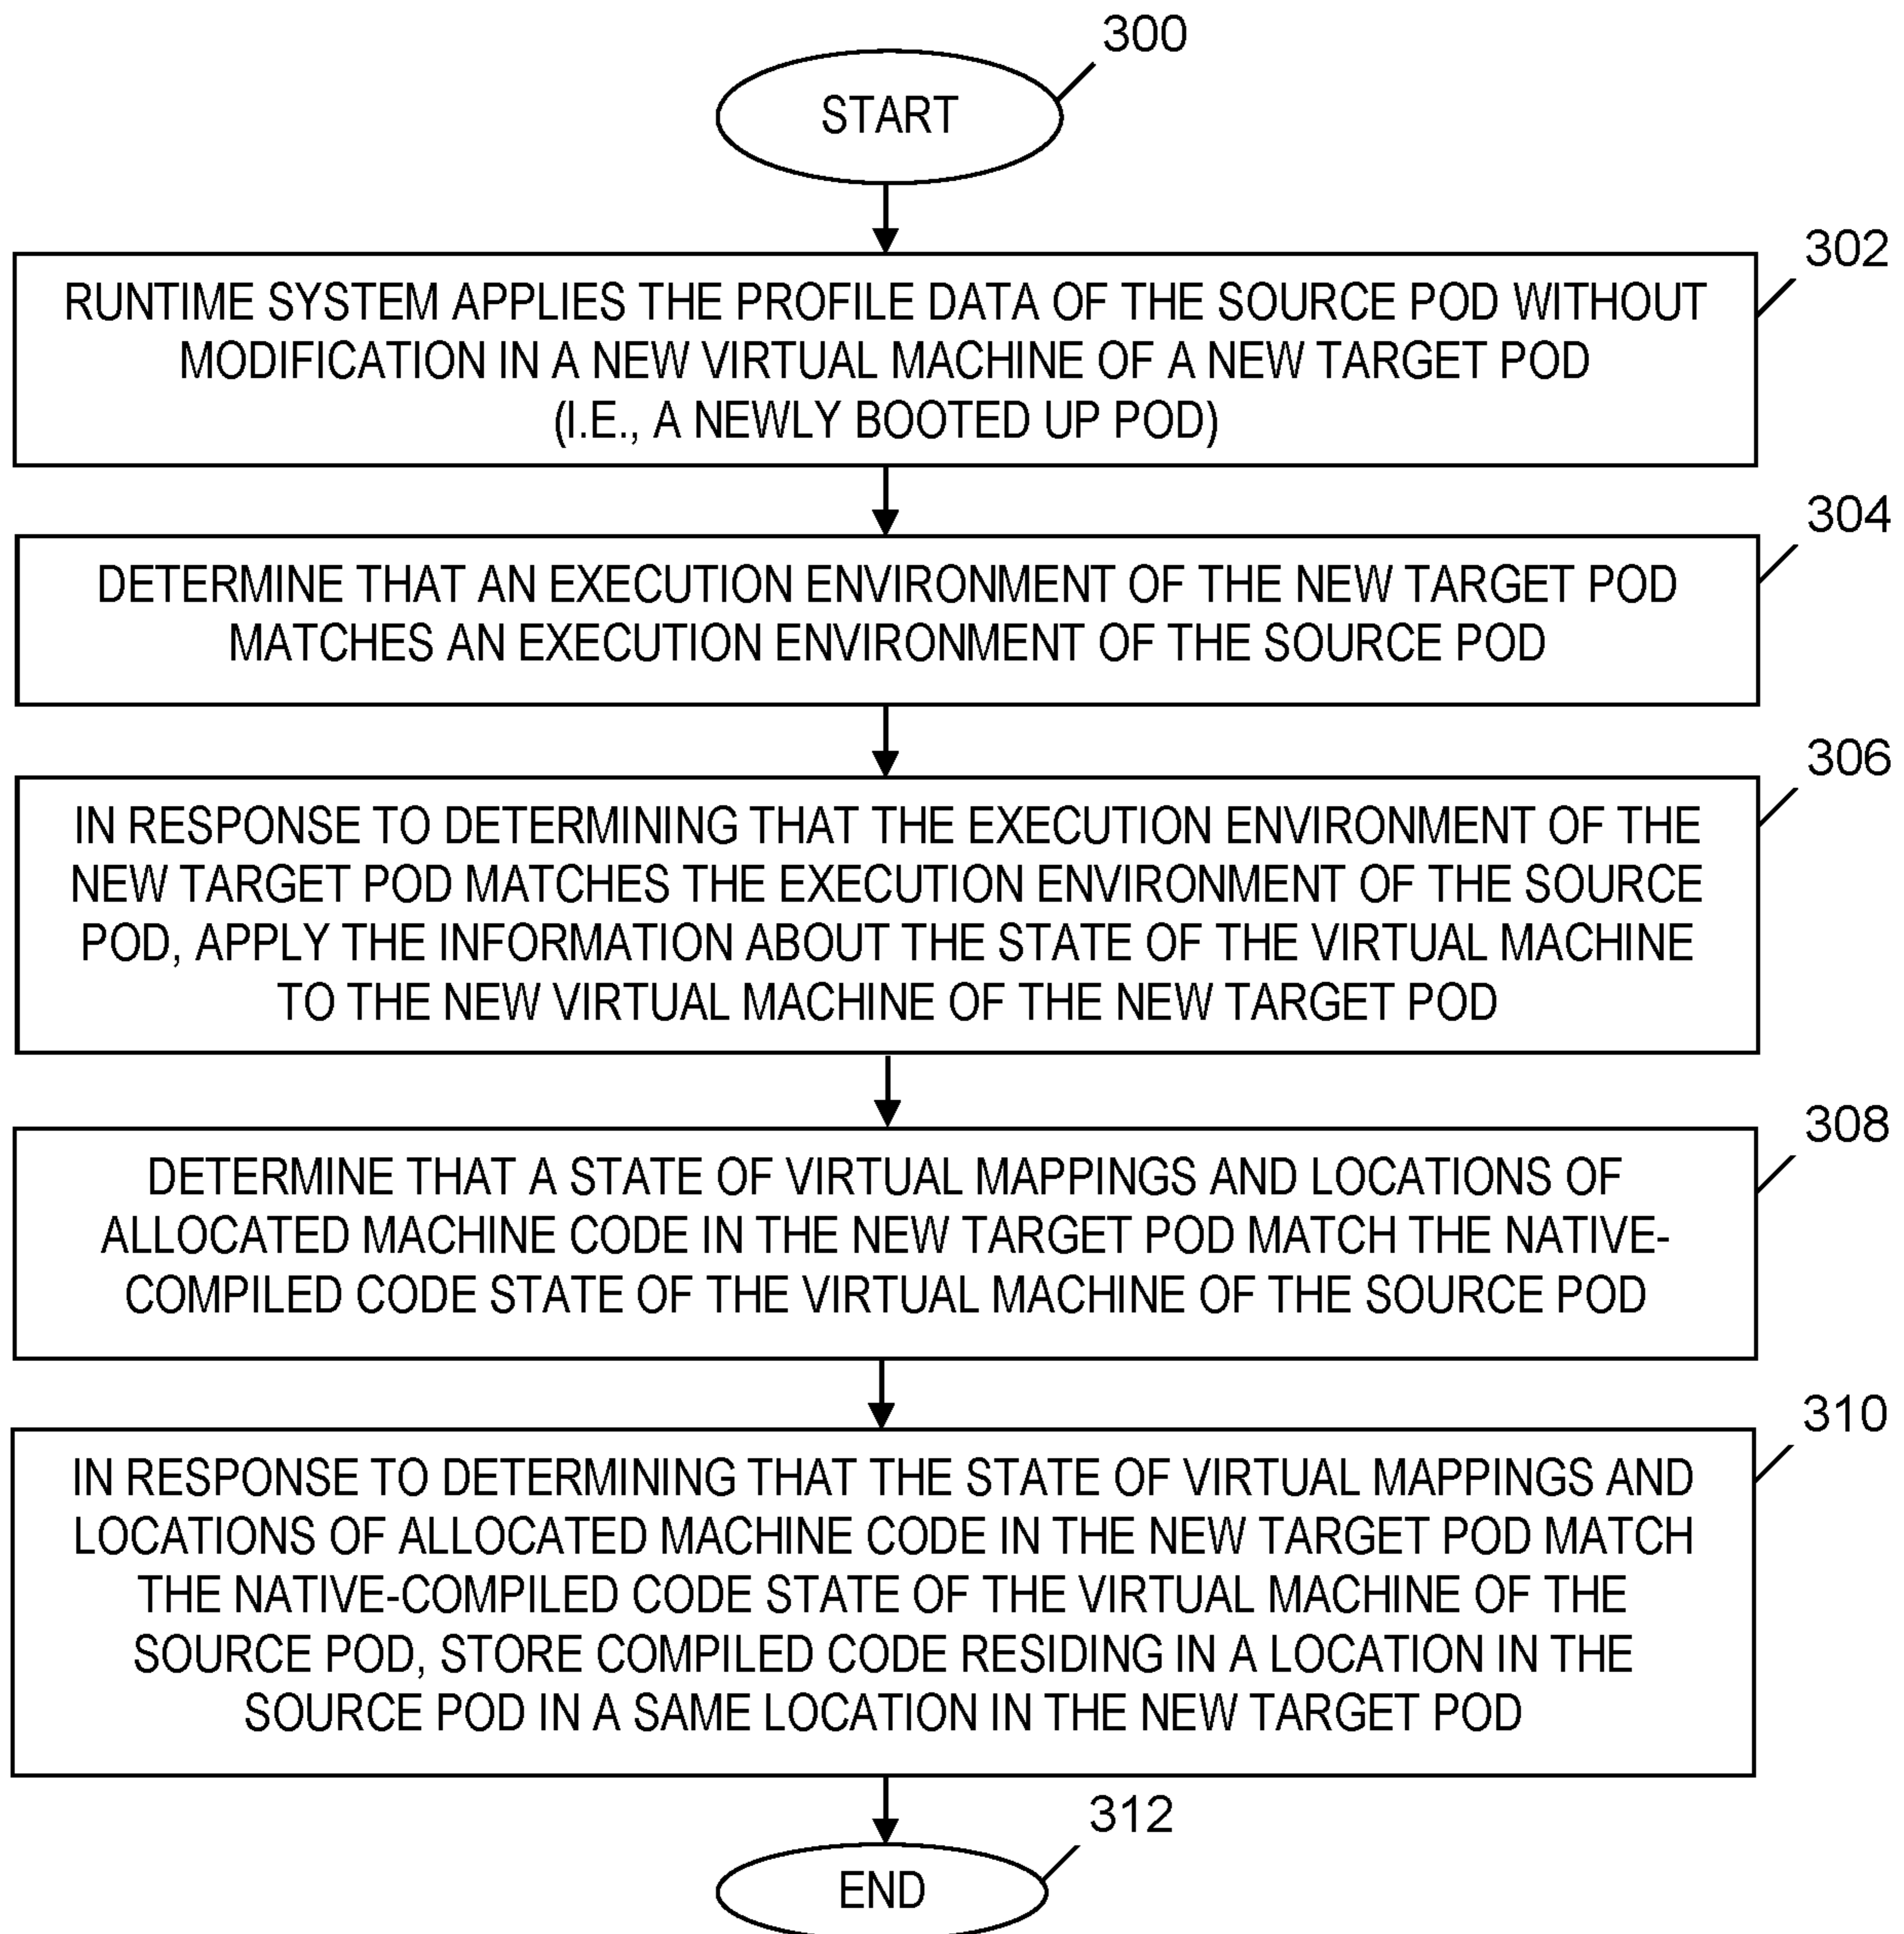 300
START
302
RUNTIME SYSTEM APPLIES THE PROFILE DATA OF THE SOURCE POD WITHOUT
MODIFICATION IN A NEW VIRTUAL MACHINE OF A NEW TARGET POD
(I.E., A NEWLY BOOTED UP POD)
304
DETERMINE THAT AN EXECUTION ENVIRONMENT OF THE NEW TARGET POD
MATCHES AN EXECUTION ENVIRONMENT OF THE SOURCE POD
306
IN RESPONSE TO DETERMINING THAT THE EXECUTION ENVIRONMENT OF THE
NEW TARGET POD MATCHES THE EXECUTION ENVIRONMENT OF THE SOURCE
POD, APPLY THE INFORMATION ABOUT THE STATE OF THE VIRTUAL MACHINE
TO THE NEW VIRTUAL MACHINE OF THE NEW TARGET POD
308
DETERMINE THAT A STATE OF VIRTUAL MAPPINGS AND LOCATIONS OF
ALLOCATED MACHINE CODE IN THE NEW TARGET POD MATCH THE NATIVE-
COMPILED CODE STATE OF THE VIRTUAL MACHINE OF THE SOURCE POD
310
IN RESPONSE TO DETERMINING THAT THE STATE OF VIRTUAL MAPPINGS AND
LOCATIONS OF ALLOCATED MACHINE CODE IN THE NEW TARGET POD MATCH
THE NATIVE-COMPILED CODE STATE OF THE VIRTUAL MACHINE OF THE
SOURCE POD, STORE COMPILED CODE RESIDING IN A LOCATION IN THE
SOURCE POD IN A SAME LOCATION IN THE NEW TARGET POD
312
END